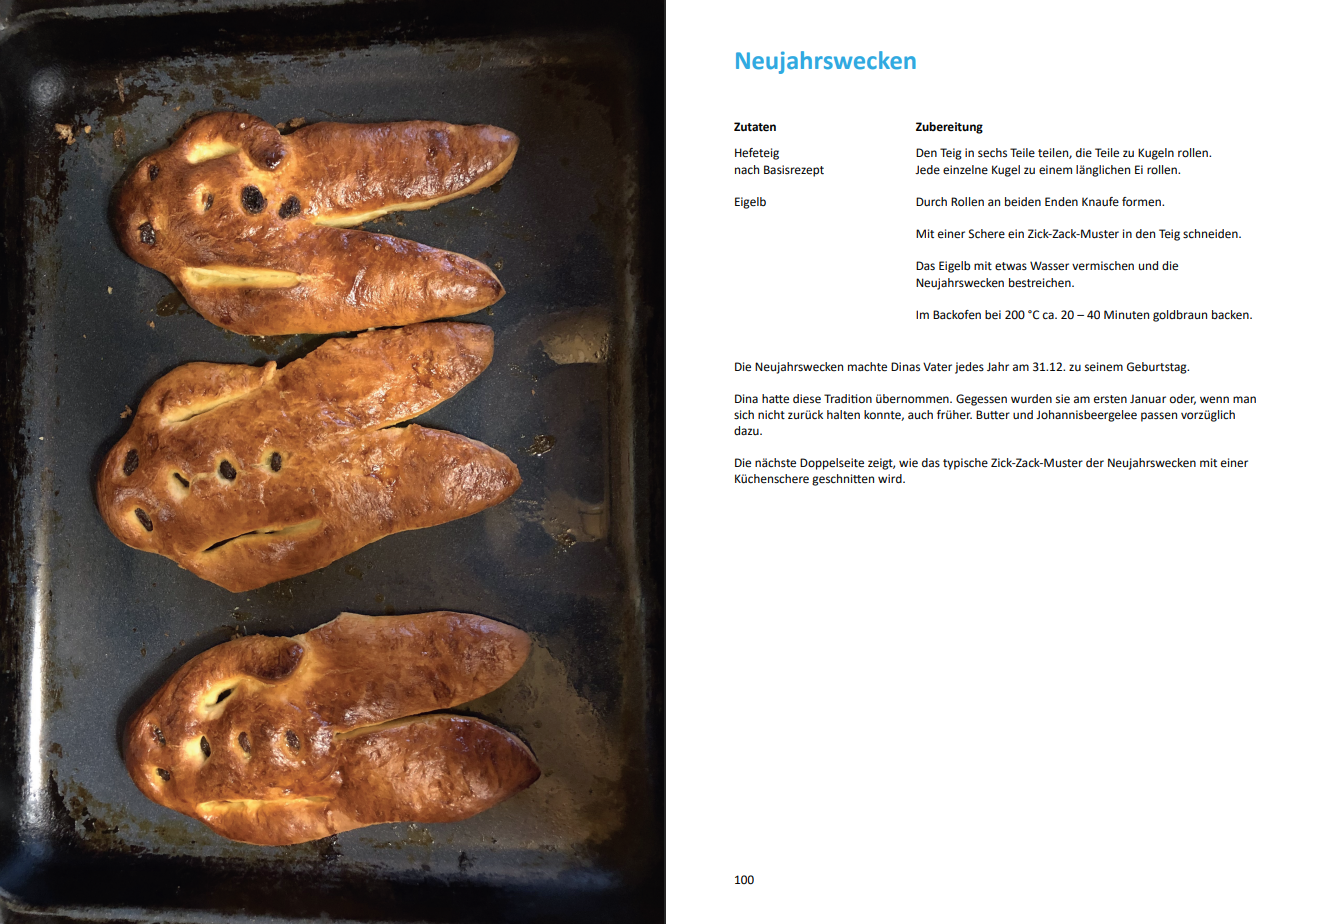 Neujahrswecken
Zutaten
Hefeteig
nach Basisrezept
Eigelb
Zubereitung
Den Teig in sechs Teile teilen, die Teile zu Kugeln rollen.
Jede einzelne Kugel zu einem länglichen Ei rollen.
Durch Rollen an beiden Enden Knaufe formen.
Mit einer Schere ein Zick-Zack-Muster in den Teig schneiden.
Das Eigelb mit etwas Wasser vermischen und die
Neujahrswecken bestreichen.
Im Backofen bei 200 °C ca. 20 – 40 Minuten goldbraun backen.
Die Neujahrswecken machte Dinas Vater jedes Jahr am 31.12. zu seinem Geburtstag.
Dina hatte diese Tradition übernommen. Gegessen wurden sie am ersten Januar oder, wenn man
sich nicht zurück halten konnte, auch früher. Butter und Johannisbeergelee passen vorzüglich
dazu.
Die nächste Doppelseite zeigt, wie das typische Zick-Zack-Muster der Neujahrswecken mit einer
Küchenschere geschnitten wird.
100